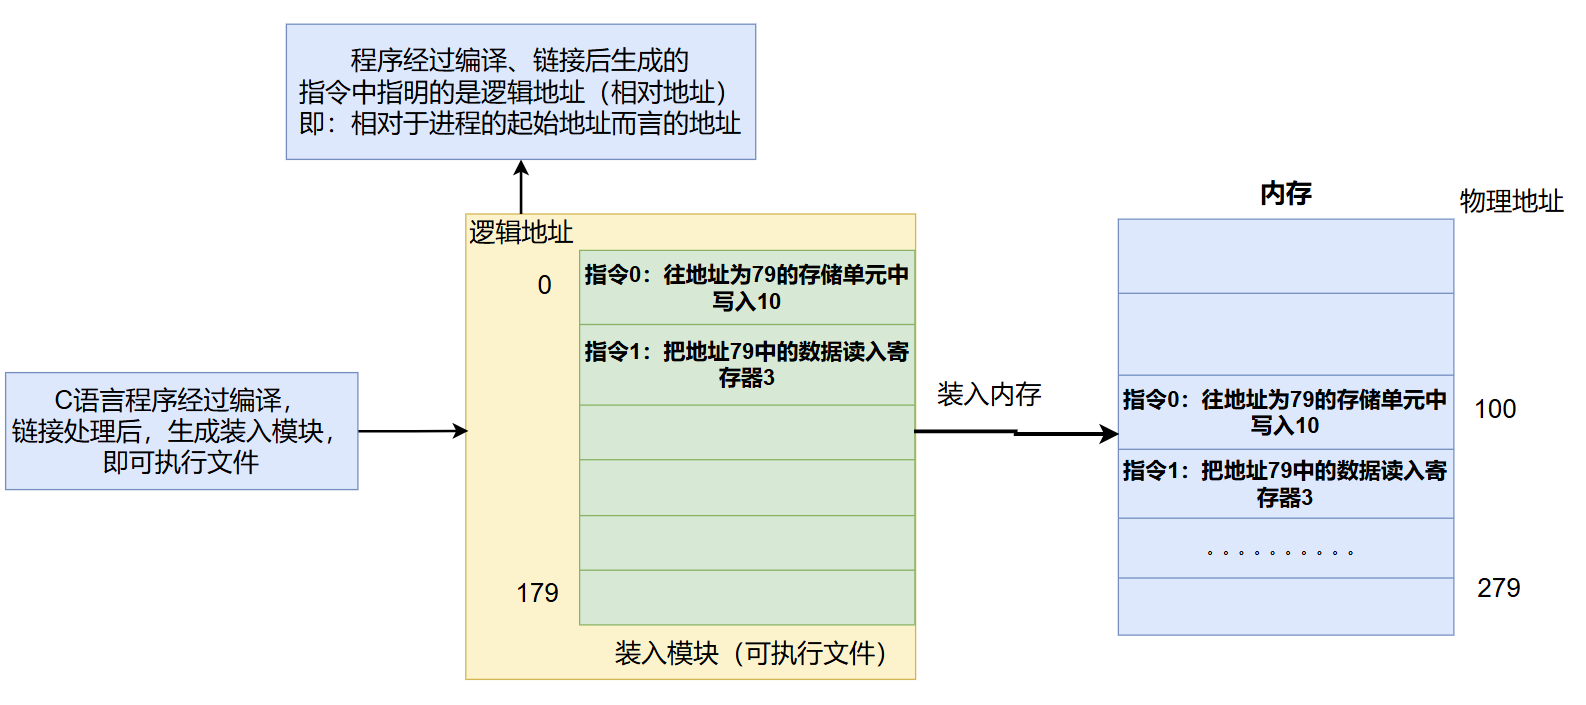 程序经过编译、链接后生成的
指令中指明的是逻辑地址（相对地址）
即：相对于进程的起始地址而言的地址
内存
物理地址
逻辑地址
0
指令0：往地址为79的存储单元中
写入10
指令1：把地址79中的数据读入寄
存器3
C语言程序经过编译，
链接处理后，生成装入模块，
即可执行文件
装入内存
指令0：往地址为79的存储单元中
写入10
100
指令1：把地址79中的数据读入寄
存器3
。。。。。。。。。。
179
279
装入模块（可执行文件）